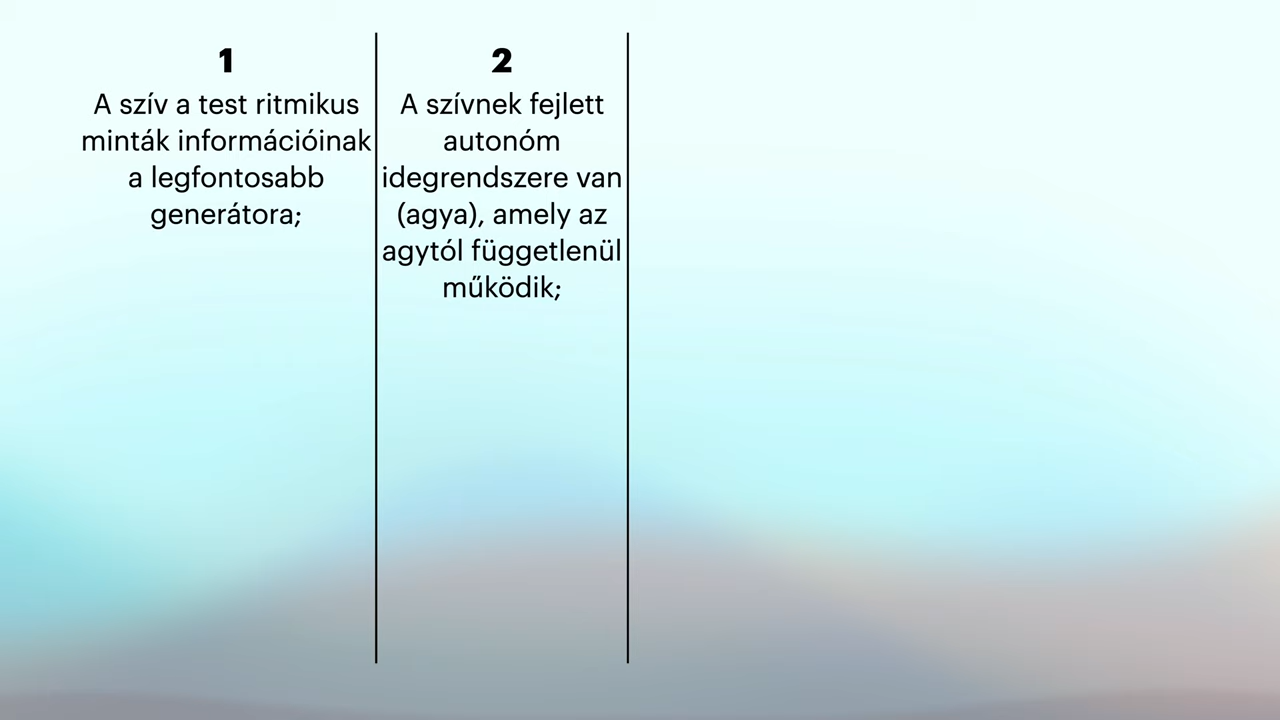 1
A szív a test ritmikus
minták információinak
a legfontosabb
generátora;
2
A szívnek fejlett
autonóm
idegrendszere van
(agya), amely az
agytól függetlenül
működik;